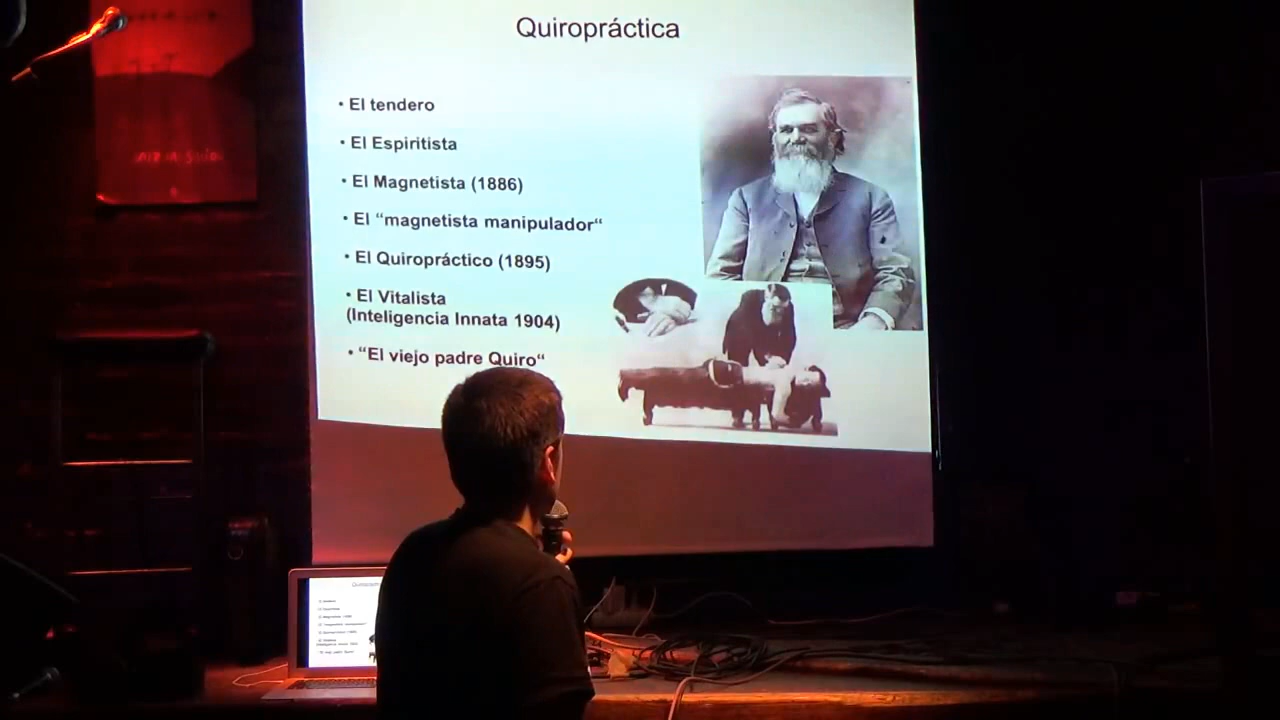 Quiropráctica
• El tendero
• El Espiritista
• El Magnetista (1886)
• El “magnetista manipulador“
• El Quiropráctico (1895)
• El Vitalista
(Inteligencia Innata 1904)
• “El viejo padre Quiro“